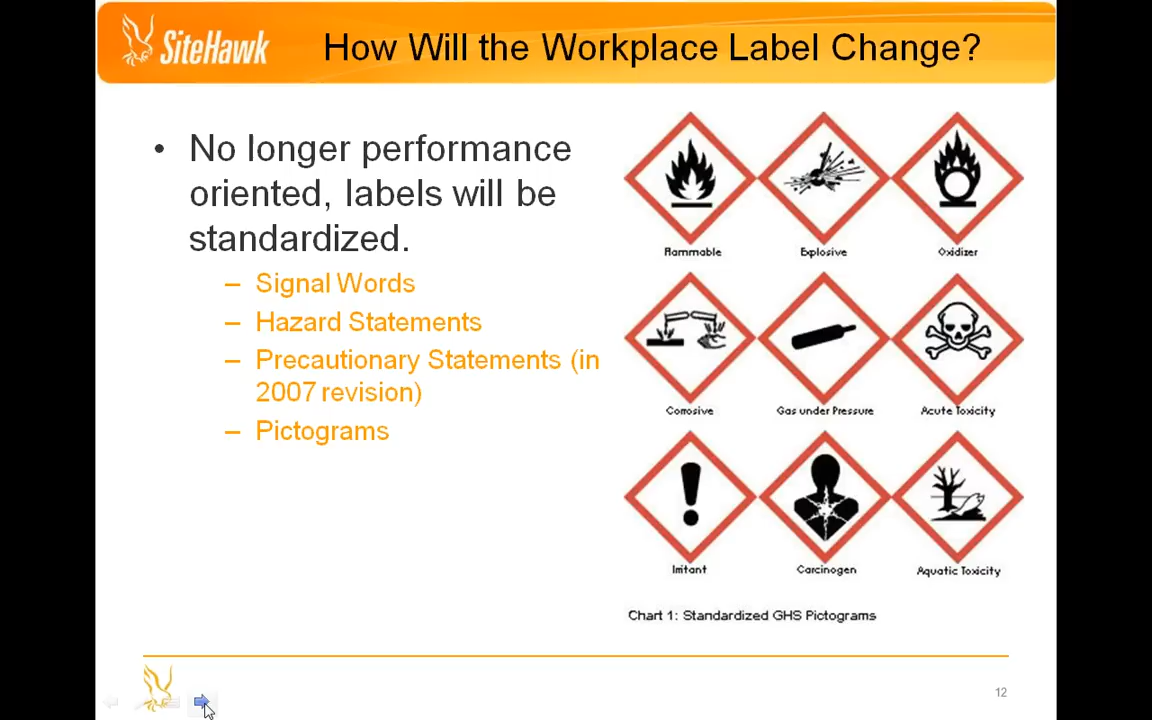 SiteHawk
How Will the Workplace Label Change?
• No longer performance
oriented, labels will be
standardized.
– Signal Words
– Hazard Statements
– Precautionary Statements (in
2007 revision)
– Pictograms
Flammable
Explosive
Oxidizer
Corrosive
Gas under Pressure
Acute Toxicity
Irritant
Carcinogen
Aquatic Toxicity
Chart 1: Standardized GHS Pictograms
12